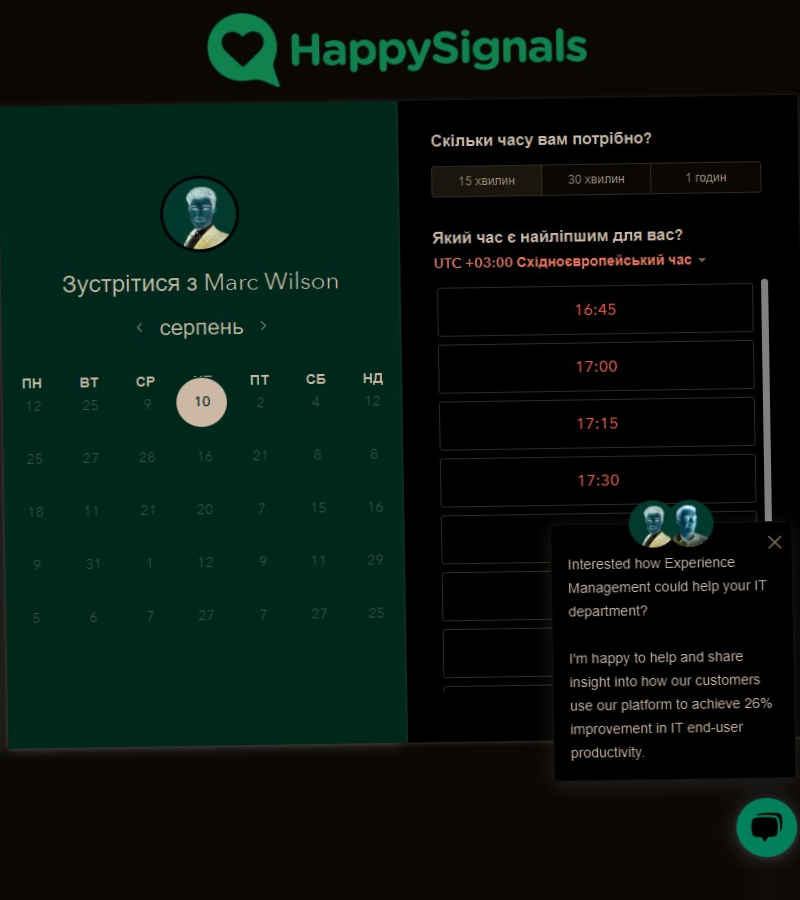 HappySignals
Зустрітися з Marc Wilson
серпень
ПН ВТ СР ПТ СБ НД
12 25 9 10 2 4 12
25 27 28 16 21 8 8
18 11 21 20 7 15 16
9 31 1 12 9 11 29
5 6 7 27 7 27 25
Скільки часу вам потрібно?
15 хвилин 30 хвилин 1 годин
Який час є найліпшим для вас?
UTC +03:00 Східноєвропейський час
16:45
17:00
17:15
17:30
Interested how Experience
Management could help your IT
department?
I'm happy to help and share
insight into how our customers
use our platform to achieve 26%
improvement in IT end-user
productivity.